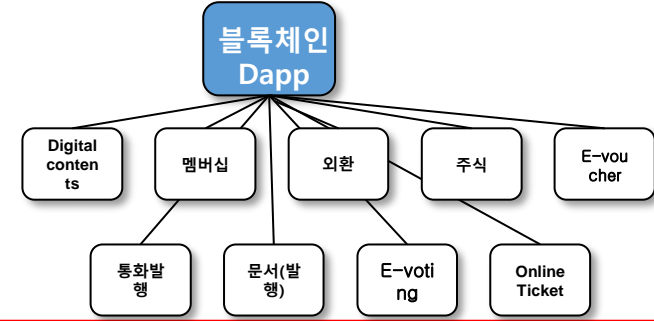 블록체인
Dapp
Digital
conten
ts
멤버십
외환
주식
E-vou
cher
통화발
행
문서(발
행)
E-voti
ng
Online
Ticket